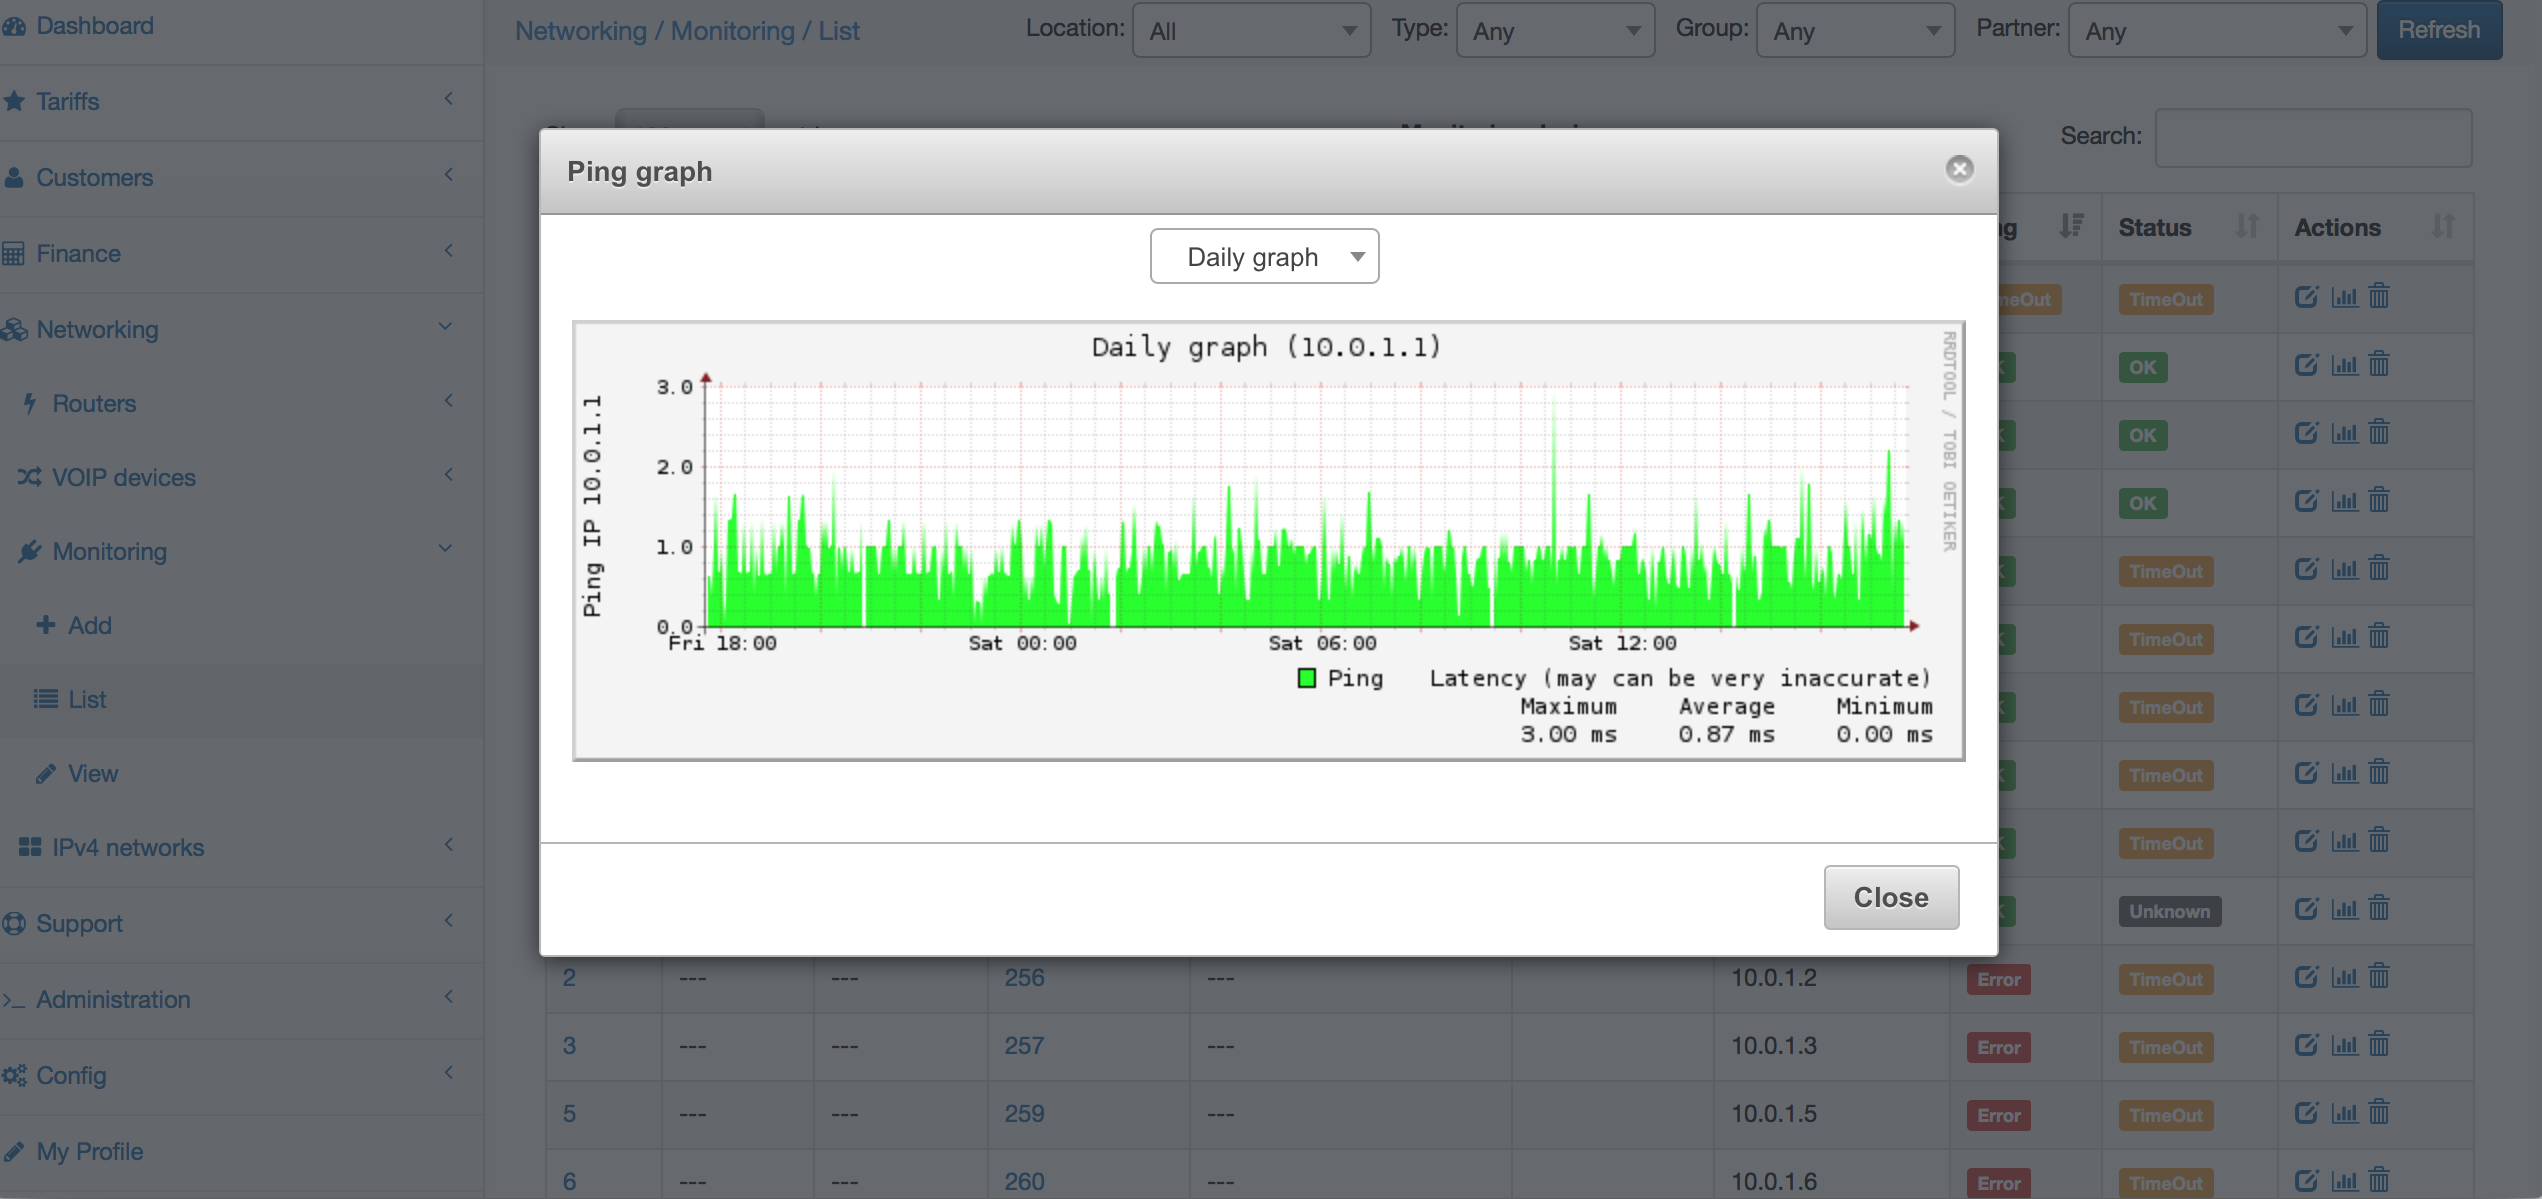 Dashboard
Tariffs
Customers
Finance
Networking
Routers
VOIP devices
Monitoring
Add
List
View
IPv4 networks
Support
Administration
Config
My Profile
Networking / Monitoring / List
Location: All
Type: Any
Group: Any
Partner: Any
Refresh
Search:
Status Actions
TimeOut
OK
OK
OK
TimeOut
TimeOut
TimeOut
TimeOut
TimeOut
Unknown
Ping graph
Daily graph
Daily graph (10.0.1.1)
RRDTOOL / TOBI OETIKER
Ping IP 10.0.1.1
3.0
2.0
1.0
0.0
Fri 18:00 Sat 00:00 Sat 06:00 Sat 12:00
Ping Latency (may can be very inaccurate)
Maximum Average Minimum
3.00 ms 0.87 ms 0.00 ms
Close
2 --- --- 256 --- 10.0.1.2 Error TimeOut
3 --- --- 257 --- 10.0.1.3 Error TimeOut
5 --- --- 259 --- 10.0.1.5 Error TimeOut
6 --- --- 260 --- 10.0.1.6 Error TimeOut